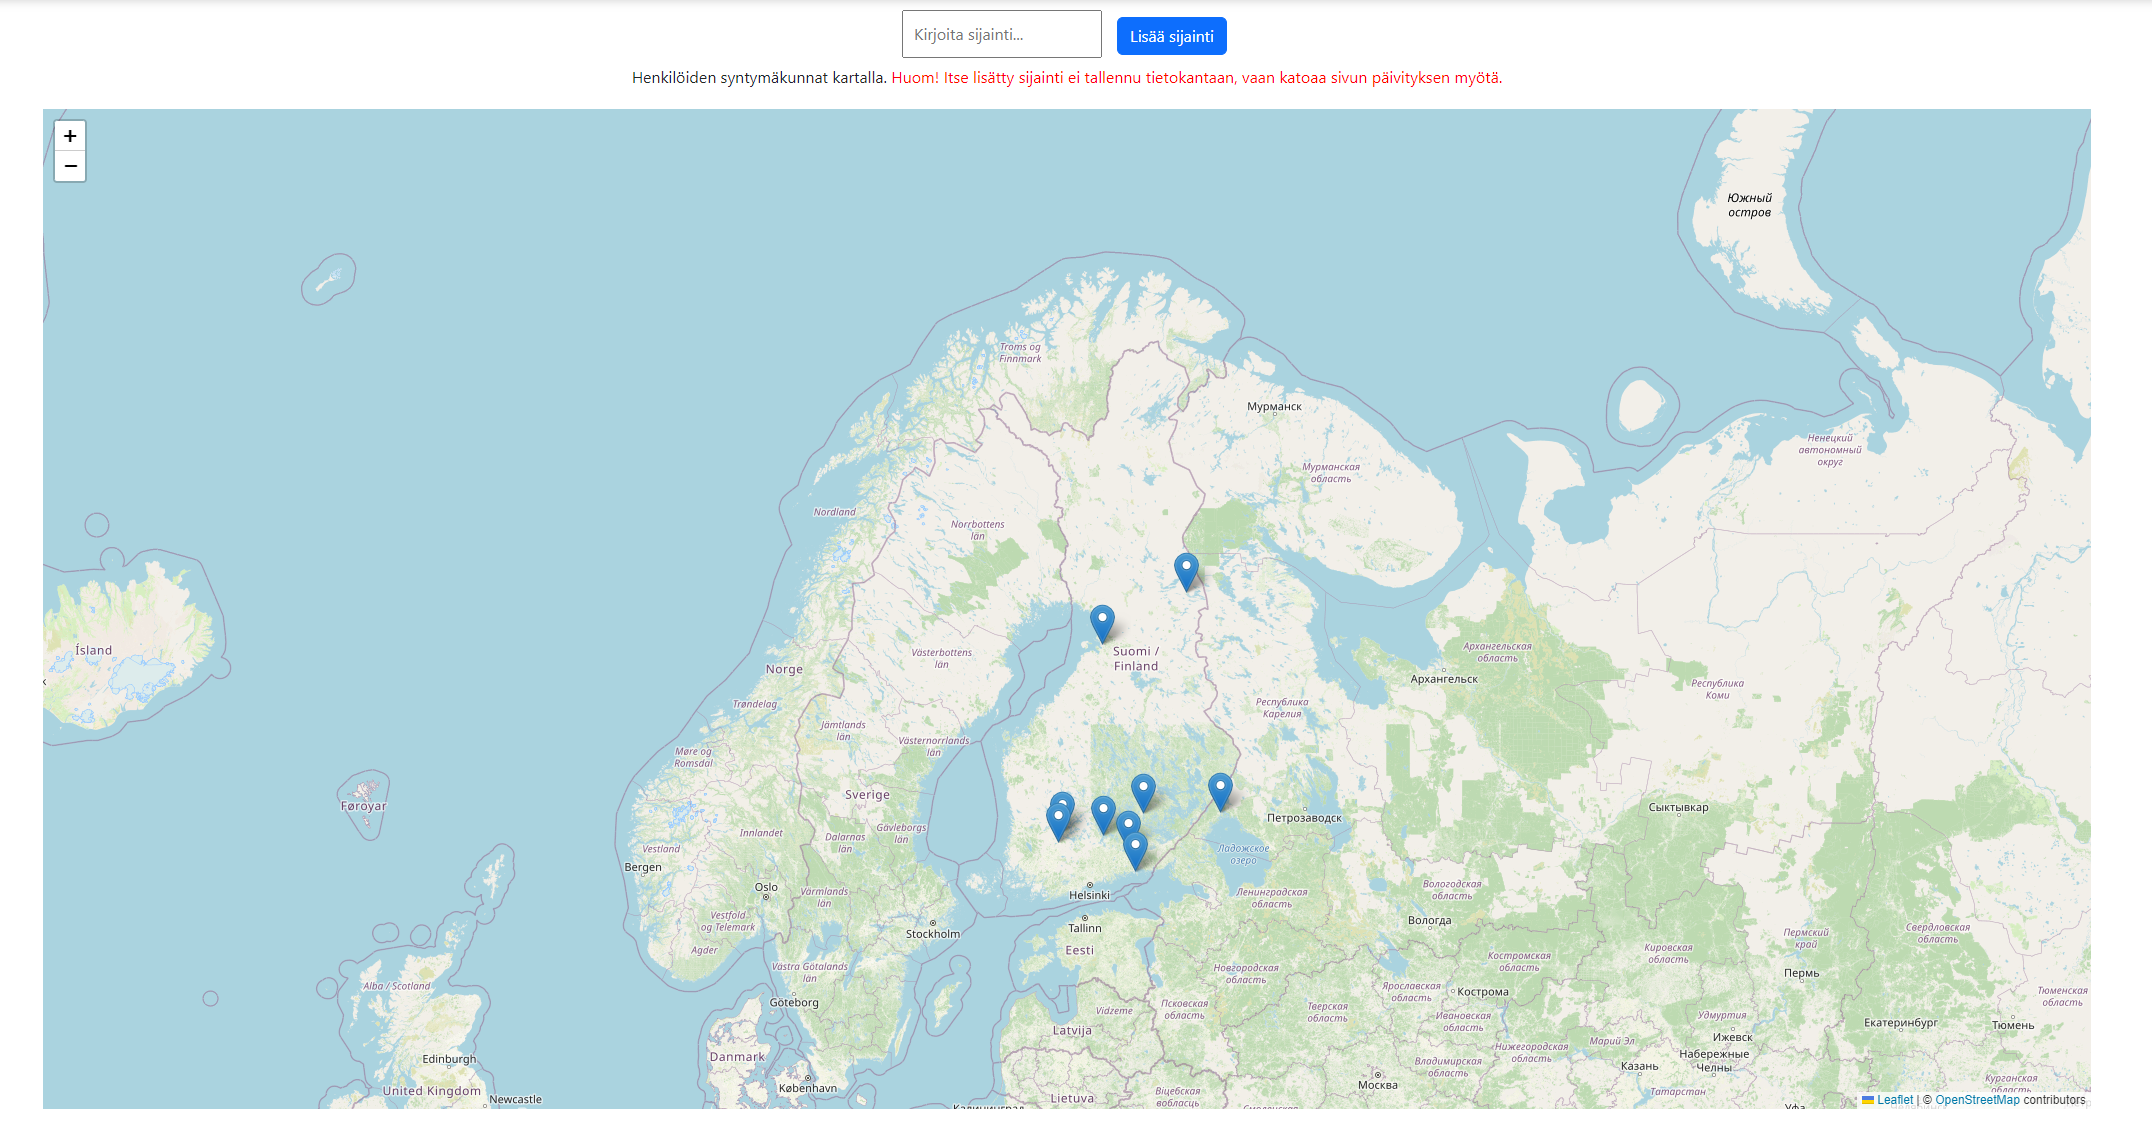 Kirjoita sijainti...
Lisää sijainti
Henkilöiden syntymäkunnat kartalla. Huom! Itse lisätty sijainti ei tallennu tietokantaan, vaan katoaa sivun päivityksen myötä.
+
−
Южный
остров
Troms og
Finnmark
Мурманск
Ненецкий
автономный
округ
Мурманская
область
Nordland
Norrbottens
län
Ísland
Suomi /
Finland
Västerbottens
län
Norge
Архангельская
область
Архангельск
Республика
Коми
Республика
Карелия
Trøndelag
Jämtlands
län
Västernorrlands
län
Møre og
Romsdal
Sverige
Føroyar
Сыктывкар
Петрозаводск
Innlandet
Dalarnas
län
Gävleborgs
län
Vestland
Ладожское
озеро
Bergen
Oslo
Värmlands
län
Helsinki
Ленинградская
область
Вологодская
область
Vestfold
og Telemark
Stockholm
Tallinn
Вологда
Пермский
край
Свердловская
область
Agder
Eesti
Кировская
область
Västra Götalands
län
Новгородская
область
Костромская
область
Пермь
Alba / Scotland
Göteborg
Псковская
область
Vidzeme
Тверская
область
Ярославская
область
Кострома
Тюменская
область
Latvija
Ивановская
область
Удмуртия
Екатеринбург
Тюмень
Ижевск
Edinburgh
Danmark
Нижегородская
область
Марий Эл
Набережные
Челны
Владимирская
область
Казань
United Kingdom
København
Москва
Татарстан
Курганская
область
Newcastle
Lietuva
Віцебская
вобласць
Калининград
Смоленская
Уфа
Leaflet | © OpenStreetMap contributors